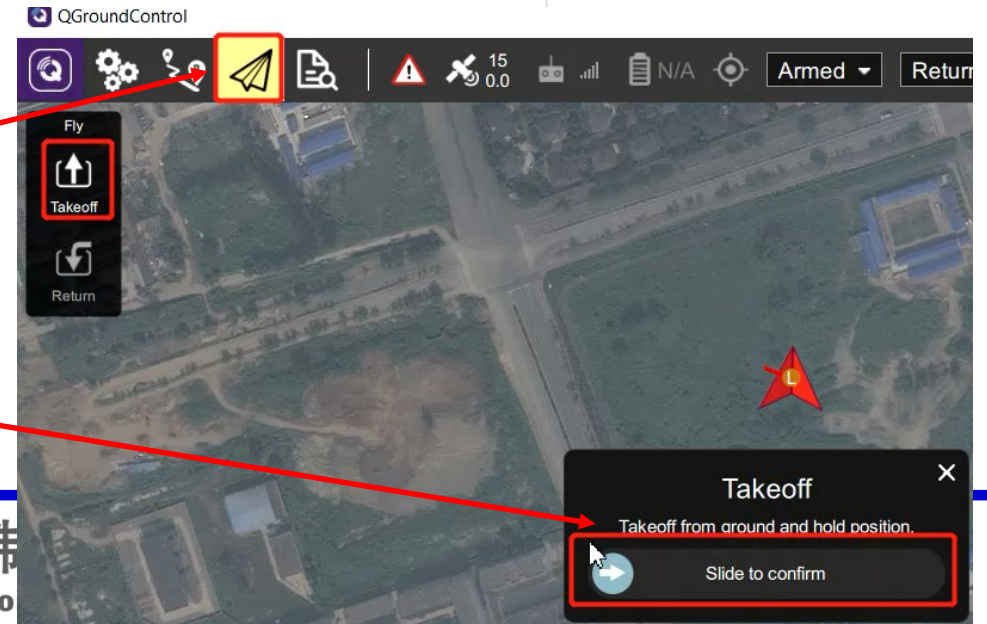 QGroundControl
15
0.0
N/A
Armed
Return
Fly
Takeoff
Return
L
Takeoff
Takeoff from ground and hold position.
Slide to confirm